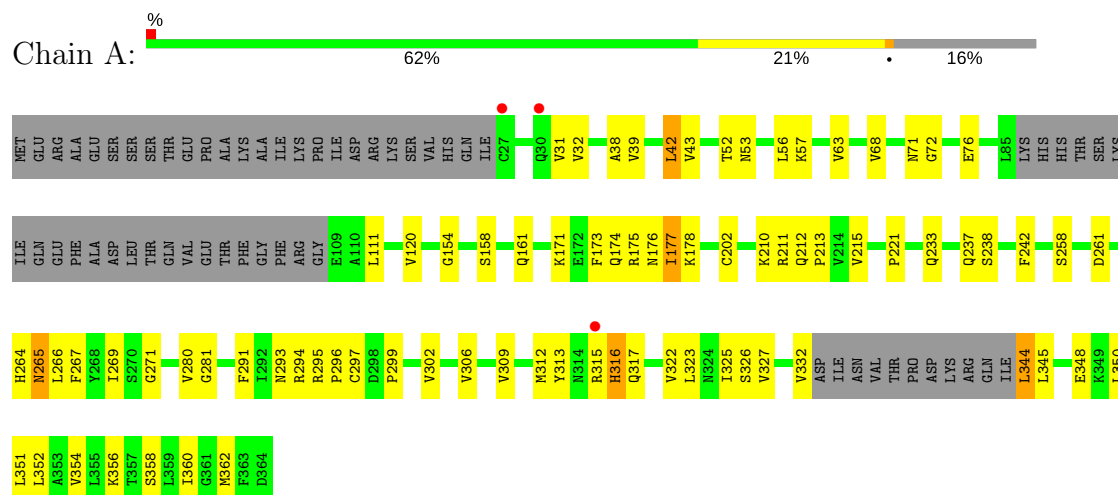 %
Chain A:
62% 21% • 16%
MET GLU ARG ALA GLU SER SER SER THR GLU PRO ALA LYS ALA ILE LYS PRO ILE ASP ARG LYS SER VAL HIS GLN ILE C27 Q30 V31 V32 A38 V39 L42 V43 T52 N53 L56 K57 V63 V68 N71 G72 E76 L85 LYS HIS HIS THR SER LYS
ILE GLN GLU PHE ALA ASP LEU THR GLN VAL GLU THR PHE GLY PHE ARG GLY E109 A110 L111 V120 G154 S158 Q161 K171 E172 F173 Q174 R175 N176 I177 K178 C202 K210 R211 Q212 P213 V214 V215 P221 Q233 Q237 S238 F242 S258 D261
H264 N265 L266 F267 Y268 I269 S270 G271 V280 G281 F291 I292 N293 R295 P296 C297 D298 P299 V302 V306 V309 M312 Y313 N314 R315 H316 Q317 V322 L323 N324 I325 S326 V327 V332 ASP ILE ASN VAL THR PRO ASP LYS ARG GLN ILE L344 L345 E348 K349 L350
L351 L352 A353 V354 L355 K356 T357 S358 L359 I360 G361 M362 F363 D364